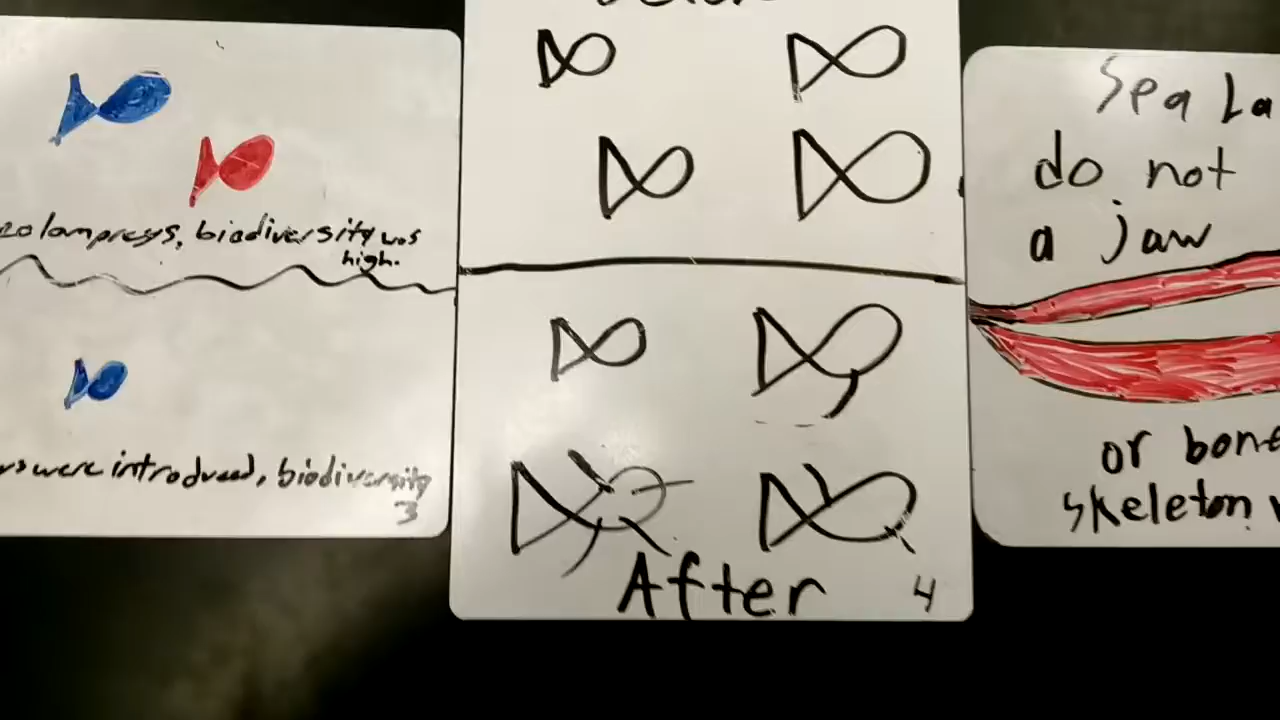 lampreys, biodiversity was
high.
were introduced, biodiversity
3
After
4
Sea La
do not
a jaw
or bone
skeleton